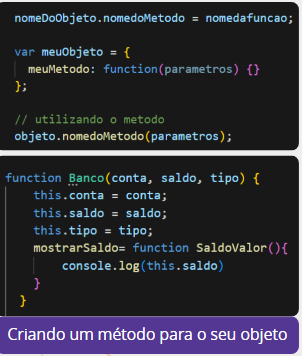 nomeDoObjeto.nomedoMetodo = nomedafuncao;
var meuObjeto = {
meuMetodo: function(parametros) {}
};
// utilizando o metodo
objeto.nomedoMetodo(parametros);
function Banco(conta, saldo, tipo) {
this.conta = conta;
this.saldo = saldo;
this.tipo = tipo;
mostrarSaldo= function SaldoValor(){
console.log(this.saldo)
}
}
Criando um método para o seu objeto